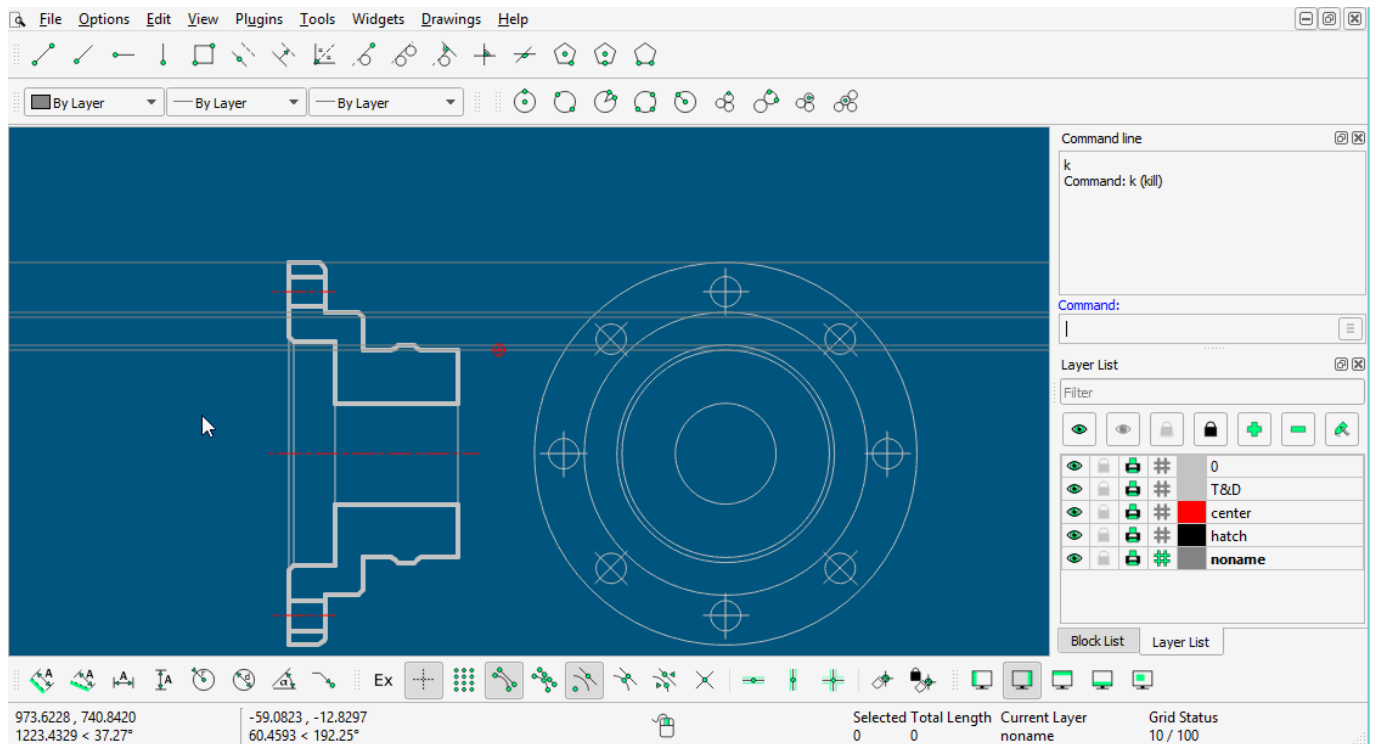 File Options Edit View Plugins Tools Widgets Drawings Help
By Layer By Layer By Layer
Command line
k
Command: k (kill)
Command:
Layer List
Filter
0
T&D
center
hatch
noname
Block List Layer List
Ex
973.6228 , 740.8420 -59.0823 , -12.8297 Selected Total Length Current Layer Grid Status
1223.4329 < 37.27° 60.4593 < 192.25° 0 0 noname 10 / 100